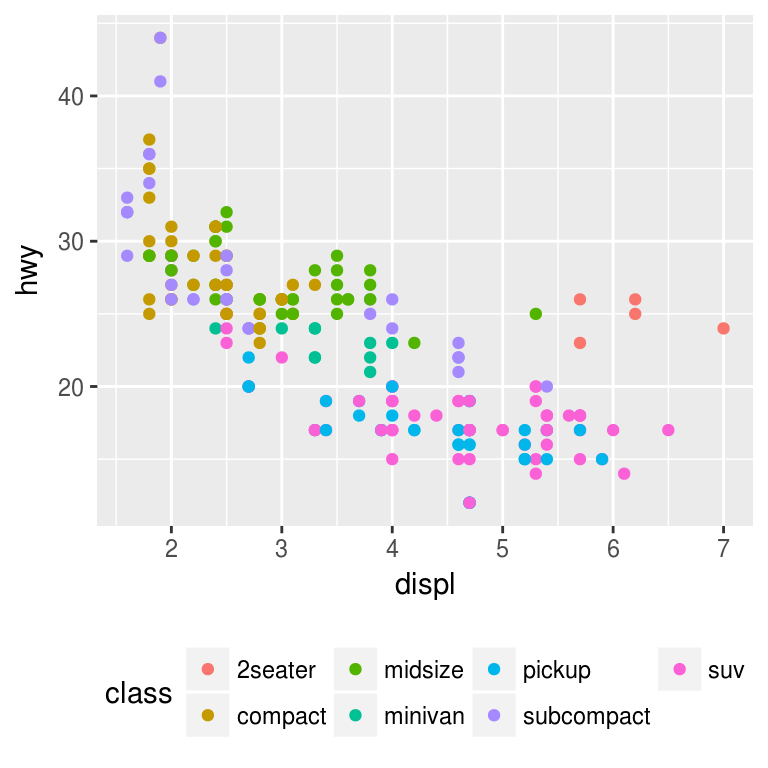 40
30
20
hwy
2 3 4 5 6 7
displ
class
2seater midsize pickup suv
compact minivan subcompact